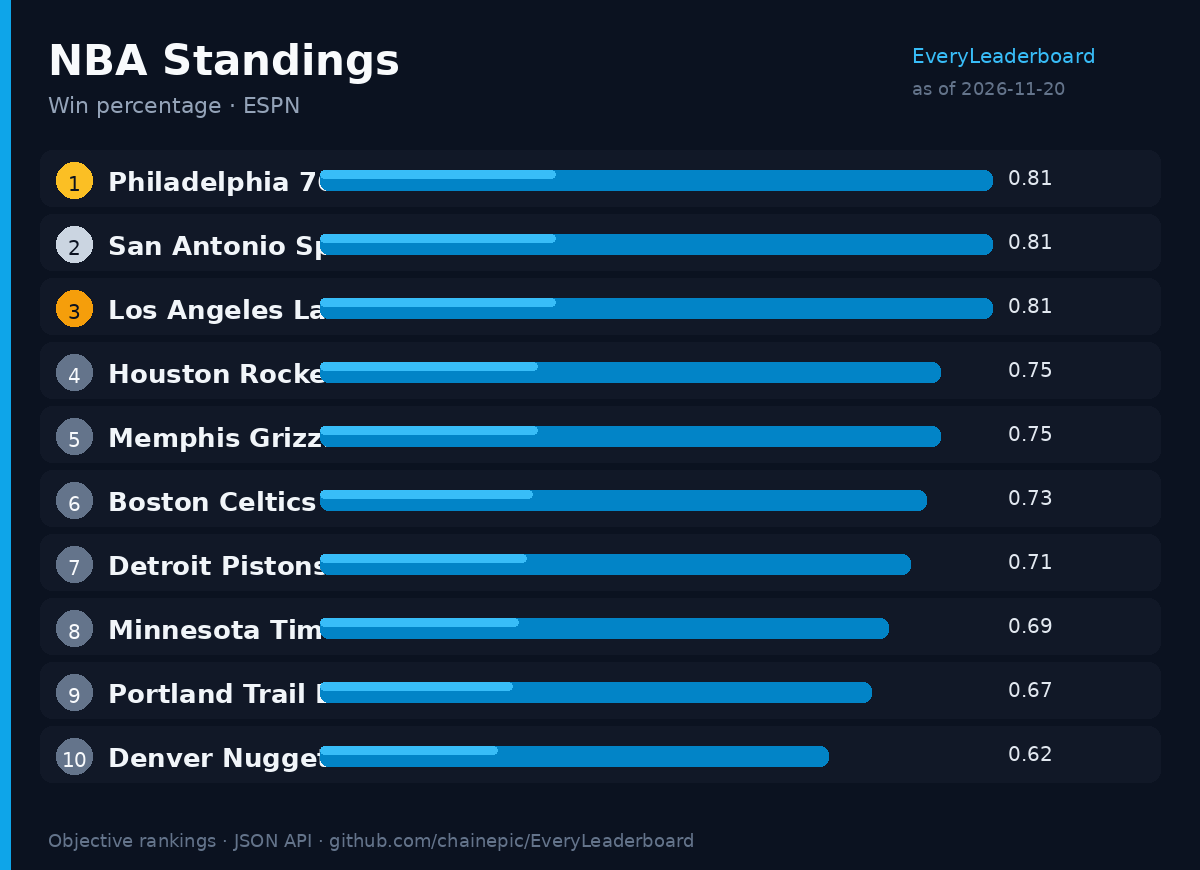 NBA Standings
EveryLeaderboard
Win percentage · ESPN
as of 2026-11-20
1 Philadelphia 7 0.81
2 San Antonio Sp 0.81
3 Los Angeles La 0.81
4 Houston Rocke 0.75
5 Memphis Grizz 0.75
6 Boston Celtics 0.73
7 Detroit Pistons 0.71
8 Minnesota Tim 0.69
9 Portland Trail 0.67
10 Denver Nugget 0.62
Objective rankings · JSON API · github.com/chainepic/EveryLeaderboard